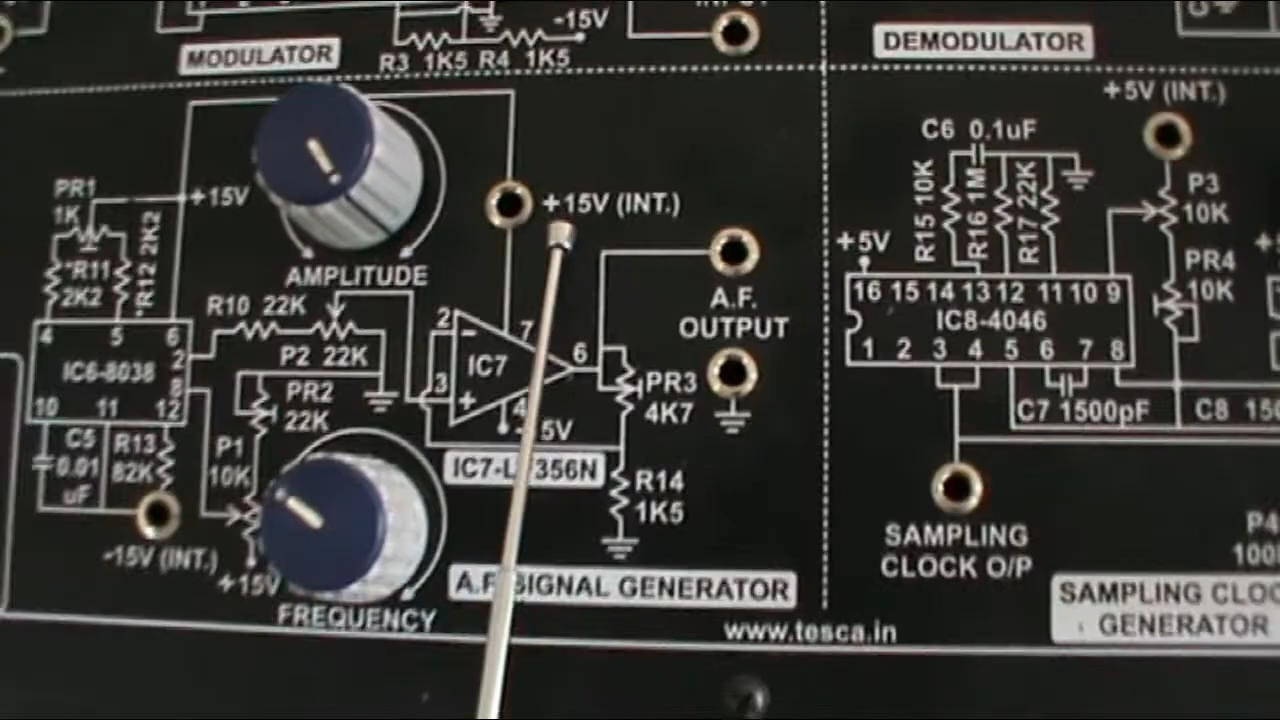 -15V
MODULATOR
R3 1K5 R4 1K5
DEMODULATOR
+5V (INT.)
C6 0.1uF
PR1
1K
+15V
+15V (INT.)
R15 10K
R16 1M
R17 22K
P3
10K
*R11
2K2
*R12 2K2
AMPLITUDE
+5V
PR4
10K
R10 22K
A.F.
OUTPUT
16 15 14 13 12 11 10 9
IC8-4046
1 2 3 4 5 6 7 8
4 5 6
IC6-8038
2
8
10 11 12
P2 22K
2
7
IC7
6
3
4
PR2
22K
PR3
4K7
C7 1500pF
C8
C5
0.01
uF
R13
82K
P1
10K
5V
R14
1K5
-15V (INT.)
+15V
FREQUENCY
SAMPLING
CLOCK O/P
P4
A.F. SIGNAL GENERATOR
SAMPLING
GENERATOR
www.tesca.in